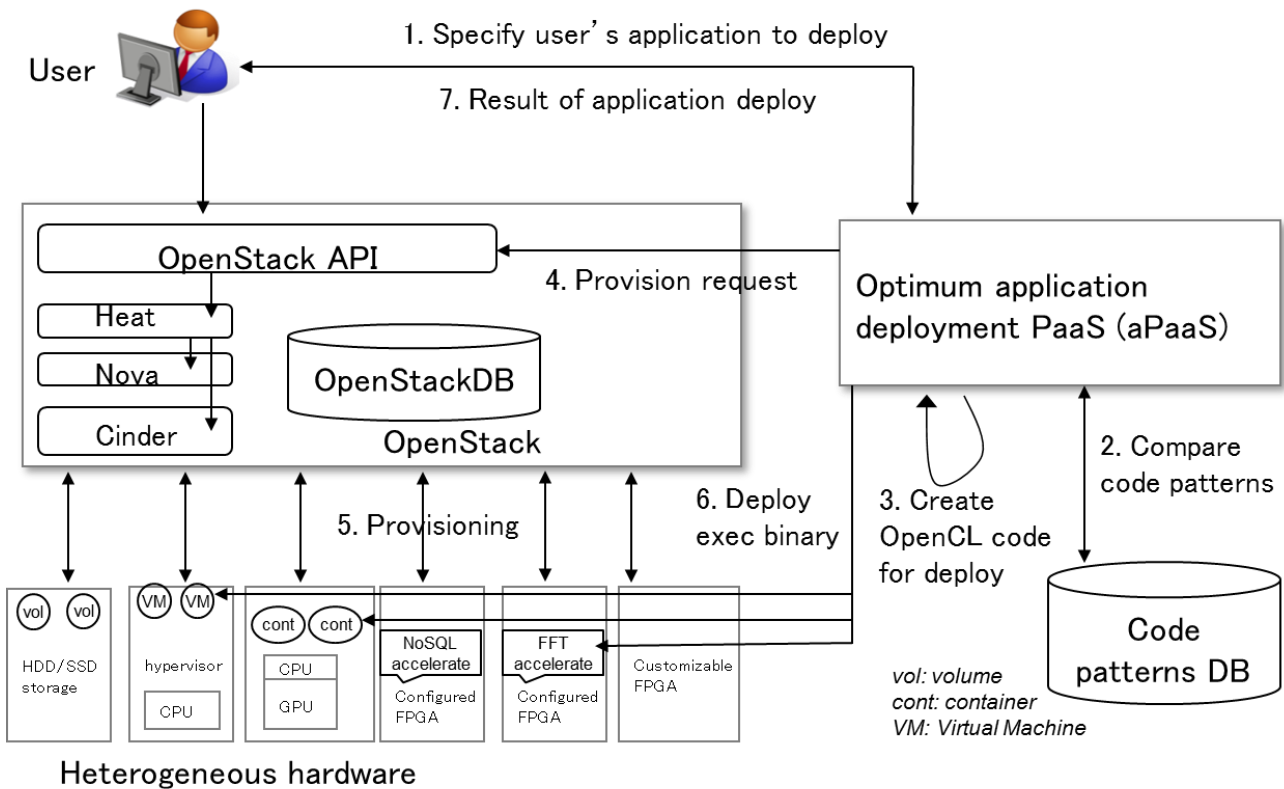 1. Specify user's application to deploy
User
7. Result of application deploy
OpenStack API
4. Provision request
Optimum application
deployment PaaS (aPaaS)
Heat
Nova
Cinder
OpenStackDB
OpenStack
2. Compare
code patterns
3. Create
OpenCL code
for deploy
6. Deploy
exec binary
5. Provisioning
vol
vol
HDD/SSD
storage
VM
VM
hypervisor
CPU
cont
cont
CPU
GPU
NoSQL
accelerate
Configured
FPGA
FFT
accelerate
Configured
FPGA
Customizable
FPGA
Code
patterns DB
vol: volume
cont: container
VM: Virtual Machine
Heterogeneous hardware